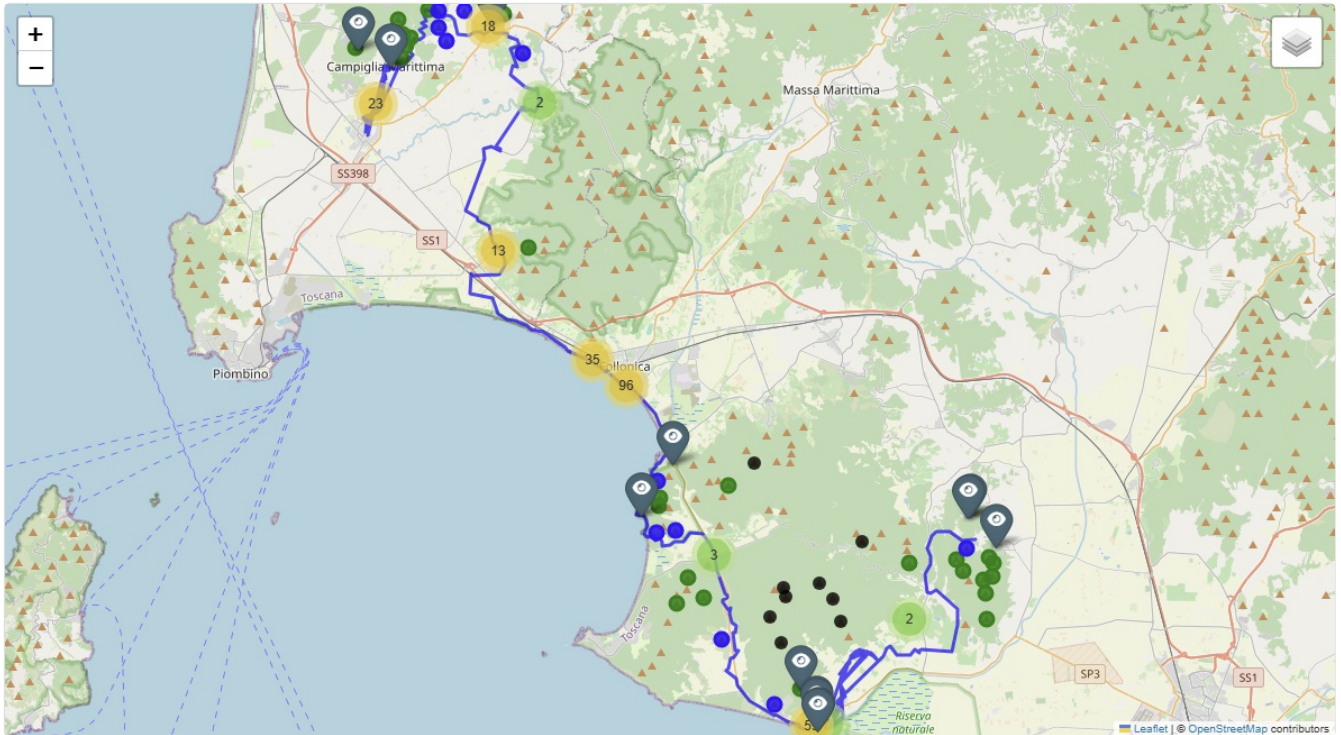 +
−
18
Campiglia Marittima
23
2
Massa Marittima
SS398
SS1
13
Toscana
Piombino
35
96
3
Toscana
2
SP3
SS1
Riserva
naturale
Leaflet | © OpenStreetMap contributors